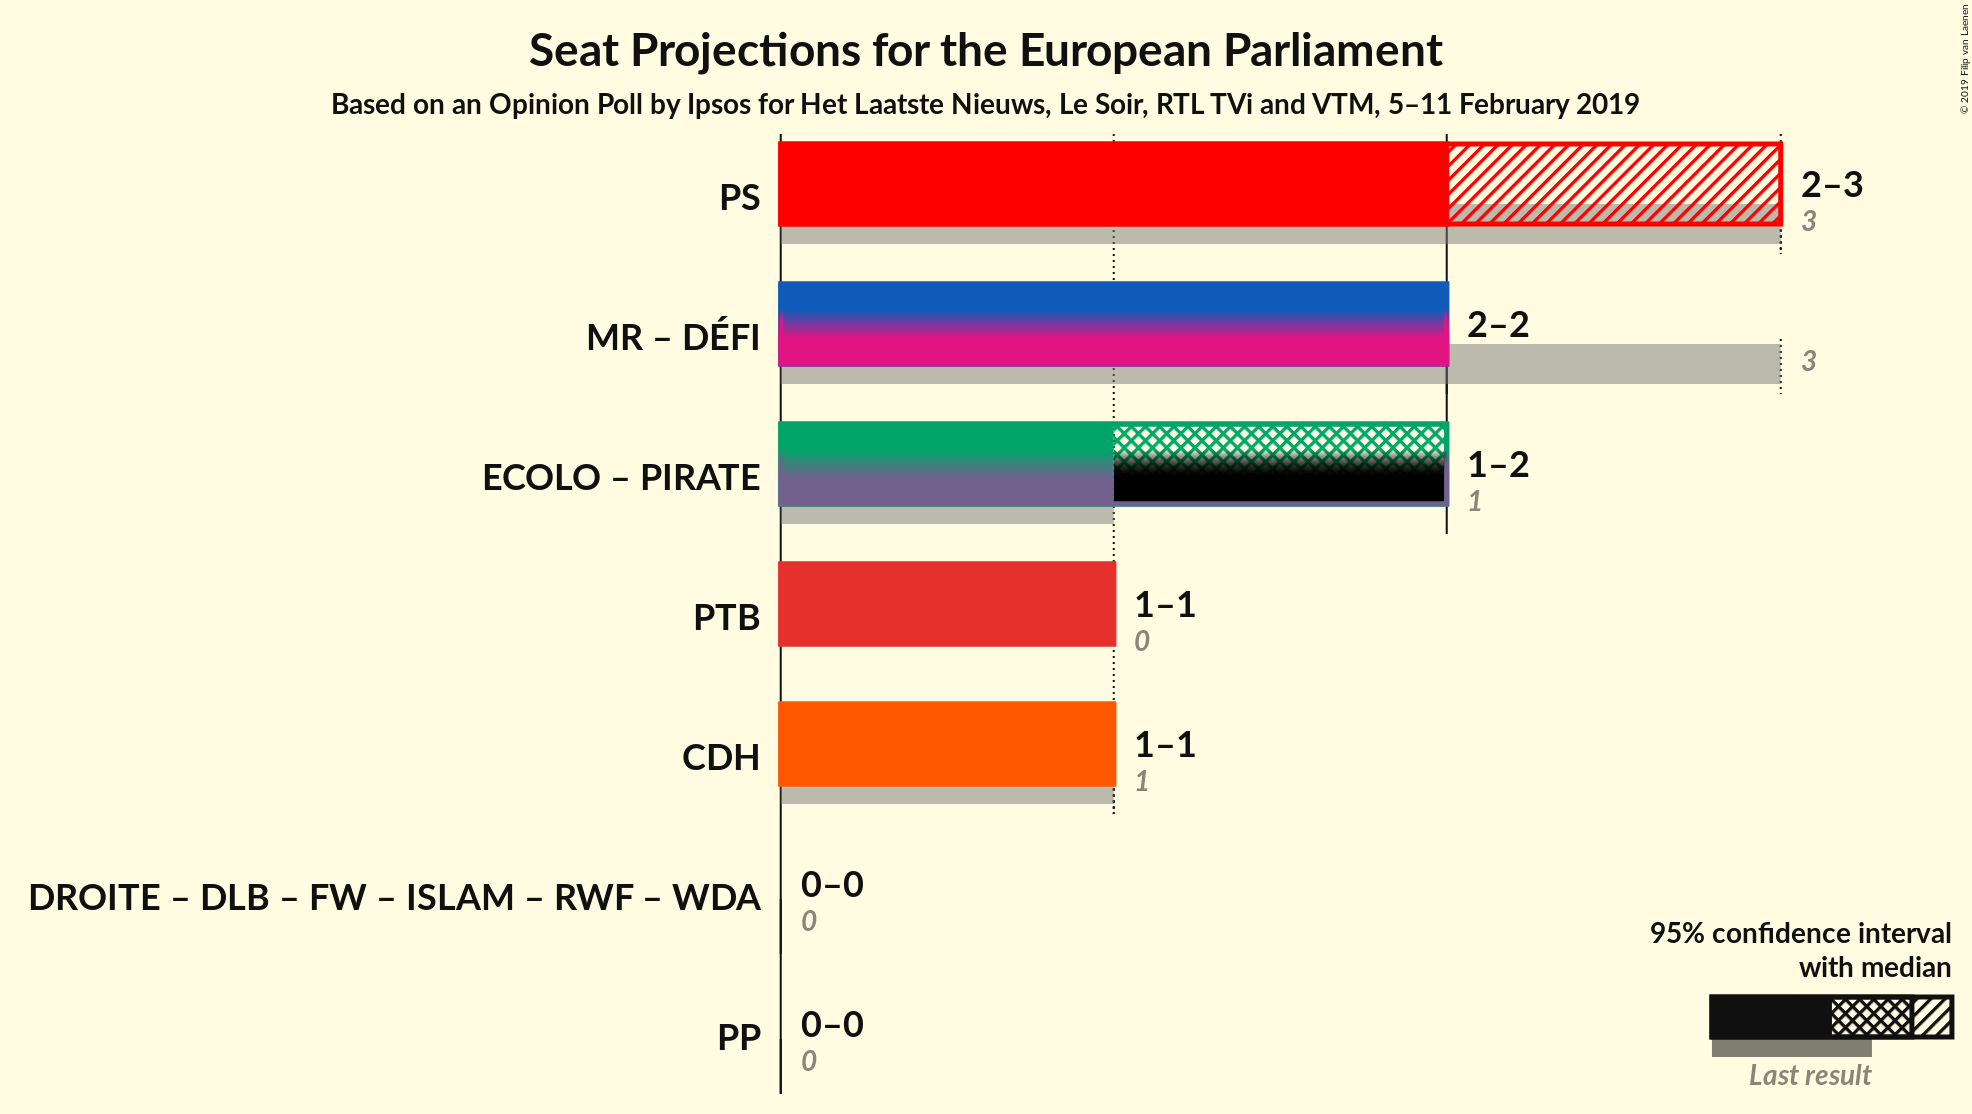 Seat Projections for the European Parliament
Based on an Opinion Poll by Ipsos for Het Laatste Nieuws, Le Soir, RTL TVi and VTM, 5–11 February 2019
© 2019 Filip van Laenen
PS
2–3
3
MR – DÉFI
2–2
3
ECOLO – PIRATE
1–2
1
PTB
1–1
0
CDH
1–1
1
DROITE – DLB – FW – ISLAM – RWF – WDA
0–0
0
PP
0–0
0
95% confidence interval
with median
Last result